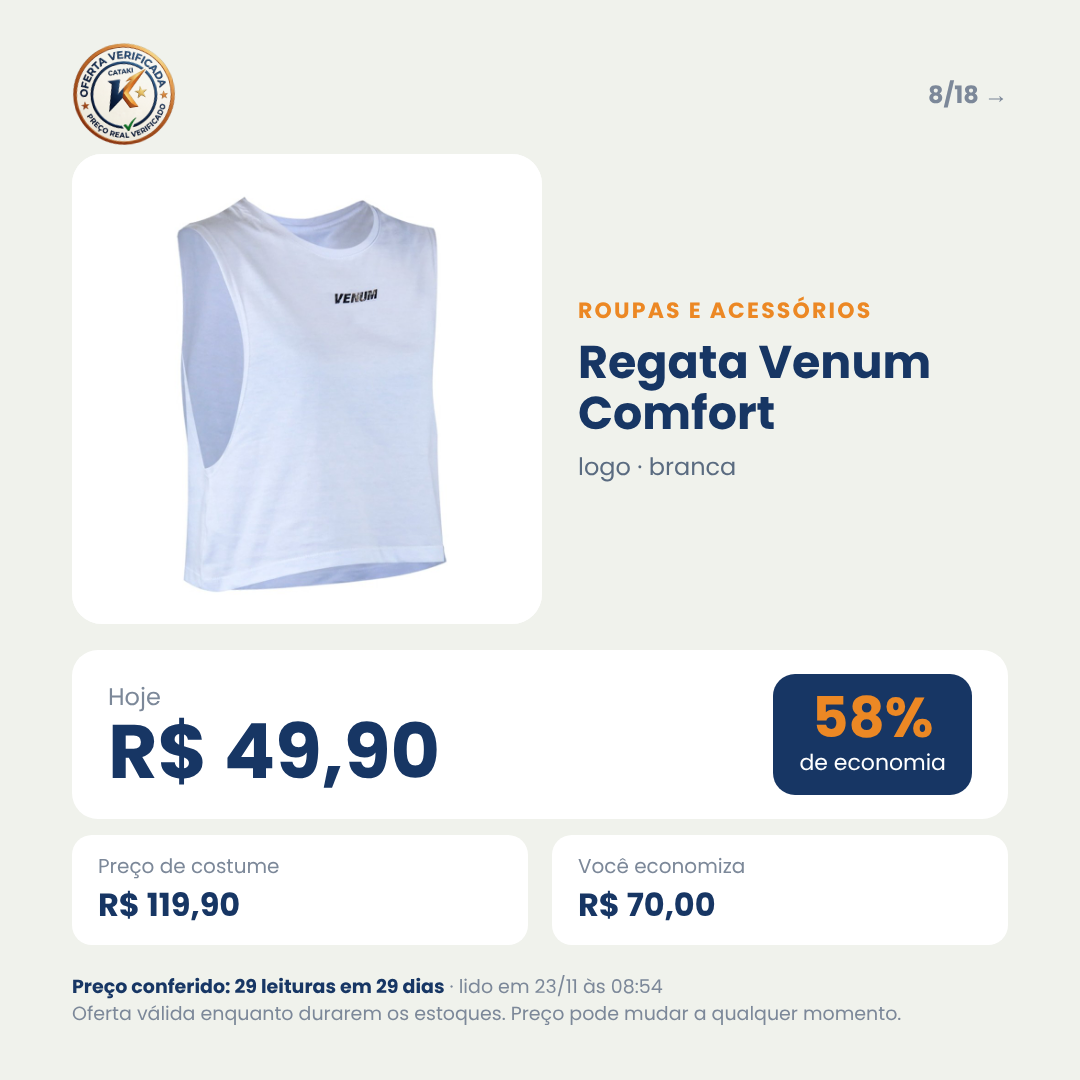 OFERTA VERIFICADA
CATAKI
K
PREÇO REAL VERIFICADO
8/18 →
VENUM
ROUPAS E ACESSÓRIOS
Regata Venum
Comfort
logo · branca
Hoje
R$ 49,90
58%
de economia
Preço de costume
R$ 119,90
Você economiza
R$ 70,00
Preço conferido: 29 leituras em 29 dias · lido em 23/11 às 08:54
Oferta válida enquanto durarem os estoques. Preço pode mudar a qualquer momento.